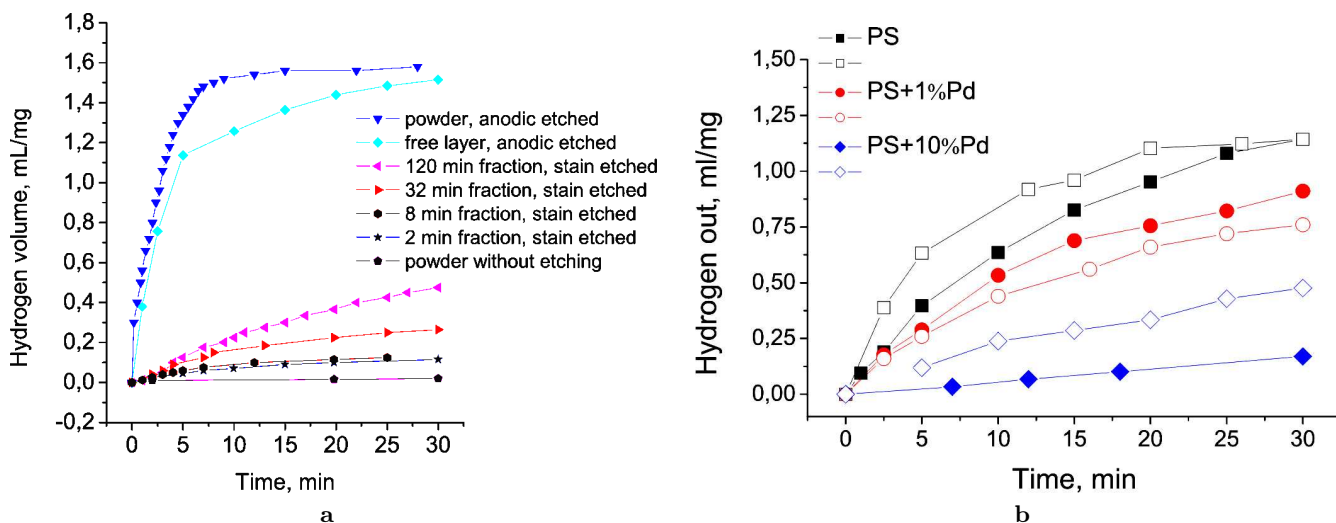 1,8
1,6
1,4
1,2
1,0
0,8
0,6
0,4
0,2
0,0
-0,2
Hydrogen volume, mL/mg
powder, anodic etched
free layer, anodic etched
120 min fraction, stain etched
32 min fraction, stain etched
8 min fraction, stain etched
2 min fraction, stain etched
powder without etching
0 5 10 15 20 25 30
Time, min
a
PS
PS+1%Pd
PS+10%Pd
1,50
1,25
1,00
0,75
0,50
0,25
0,00
Hydrogen out, ml/mg
0 5 10 15 20 25 30
Time, min
b